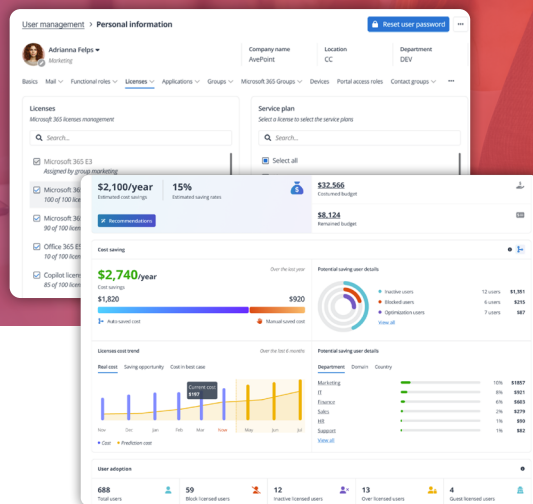 User management > Personal information
Reset user password
Adrianna Felps
Marketing
Company name
AvePoint
Location
CC
Department
DEV
Basics Mail Functional roles Licenses Applications Groups Microsoft 365 Groups Devices Portal access roles Contact groups
Licenses
Microsoft 365 licenses management
Search...
Microsoft 365 E3
Assigned by group marketing
Microsoft 36
100 of 100 lice
Microsoft 36
90 of 100 licen
Office 365 E5
10 of 100 licen
Copilot licen
85 of 100 licen
Service plan
Select a license to select the service plans
Search...
Select all
$2,100/year
Estimated cost savings
15%
Estimated saving rates
Recommendations
$32.566
Costumed budget
$8,124
Remained budget
Cost saving
$2,740/year
Over the last year
Cost savings
$1,820
$920
Auto-saved cost
Manual-saved cost
Potential saving user details
Inactive users 12 users $1,351
Blocked users 6 users $215
Optimization users 7 users $87
View all
Licenses cost trend
Over the last 6 months
Real cost Saving opportunity Cost in best case
Current cost
$197
Nov Dec Jan Feb Mar Now May Jun Jul
Cost Prediction cost
Potential saving user details
Department Domain Country
Marketing 10% $1857
IT 8% $921
Finance 6% $603
Sales 2% $279
HR 1% $90
Support 1% $82
View all
User adoption
688
Total users
59
Block licensed users
12
Inactive licensed users
13
Over licensed users
4
Guest licensed users